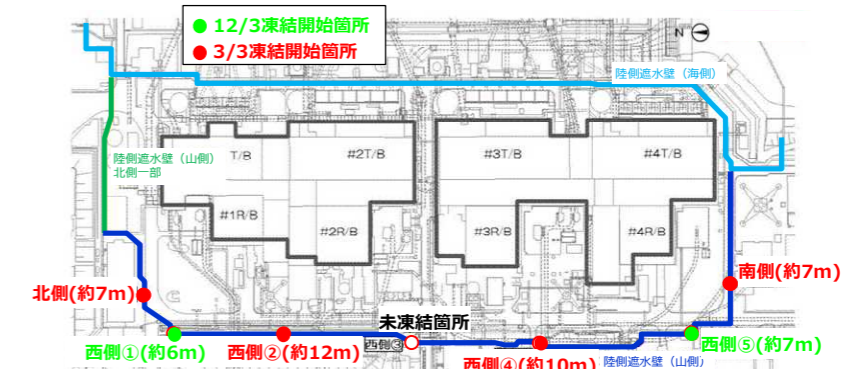 ● 12/3凍結開始箇所
● 3/3凍結開始箇所
N
陸側遮水壁（海側）
陸側遮水壁（山側）
北側一部
T/B
#2T/B
#3T/B
#4T/B
#1R/B
#2R/B
#3R/B
#4R/B
北側(約7m)
南側(約7m)
未凍結箇所
西側①(約6m)
西側②(約12m)
西側③
西側④(約10m)
陸側遮水壁（山側）
西側⑤(約7m)